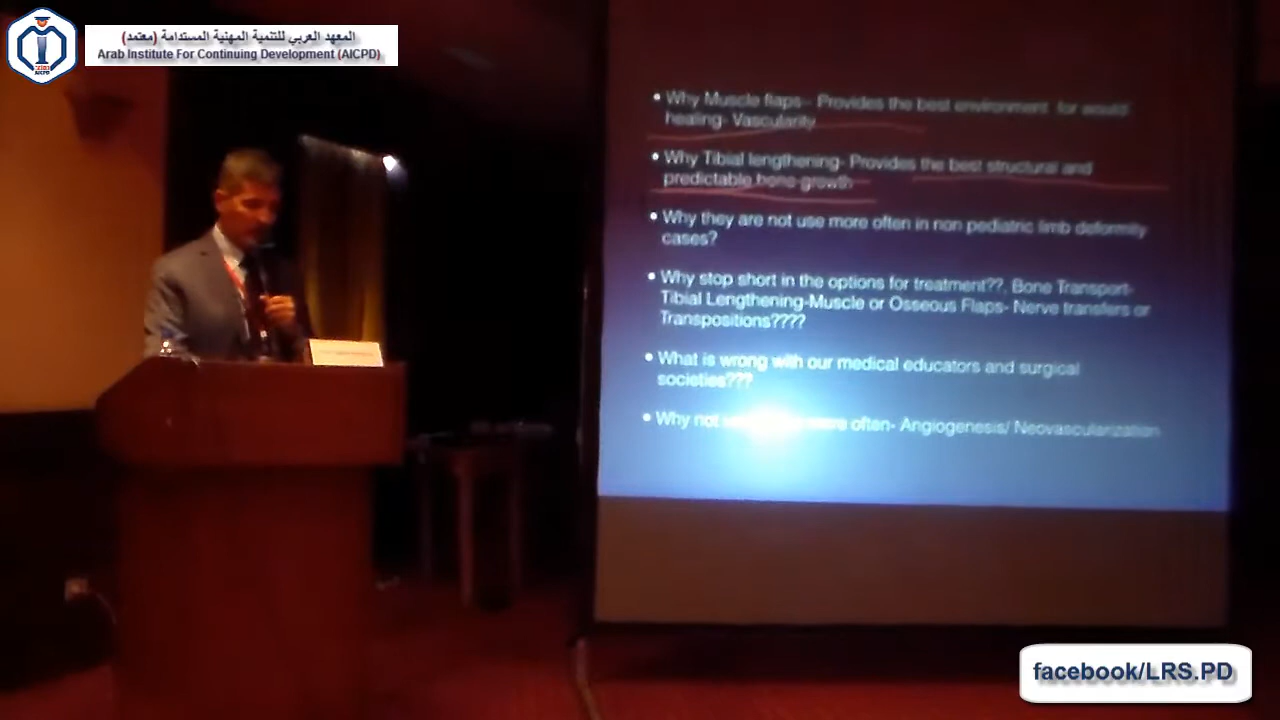 المعهد العربي للتنمية المهنية المستدامة (معتمد)
Arab Institute For Continuing Development (AICPD)
AICPD
• Why Muscle flaps- Provides the best environment for would
healing- Vascularity
• Why Tibial lengthening- Provides the best structural and
predictable bone growth
• Why they are not use more often in non pediatric limb deformity
cases?
• Why stop short in the options for treatment??, Bone Transport-
Tibial Lengthening-Muscle or Osseous Flaps- Nerve transfers or
Transpositions????
• What is wrong with our medical educators and surgical
societies???
• Why not more often- Angiogenesis/ Neovascularization
facebook/LRS.PD